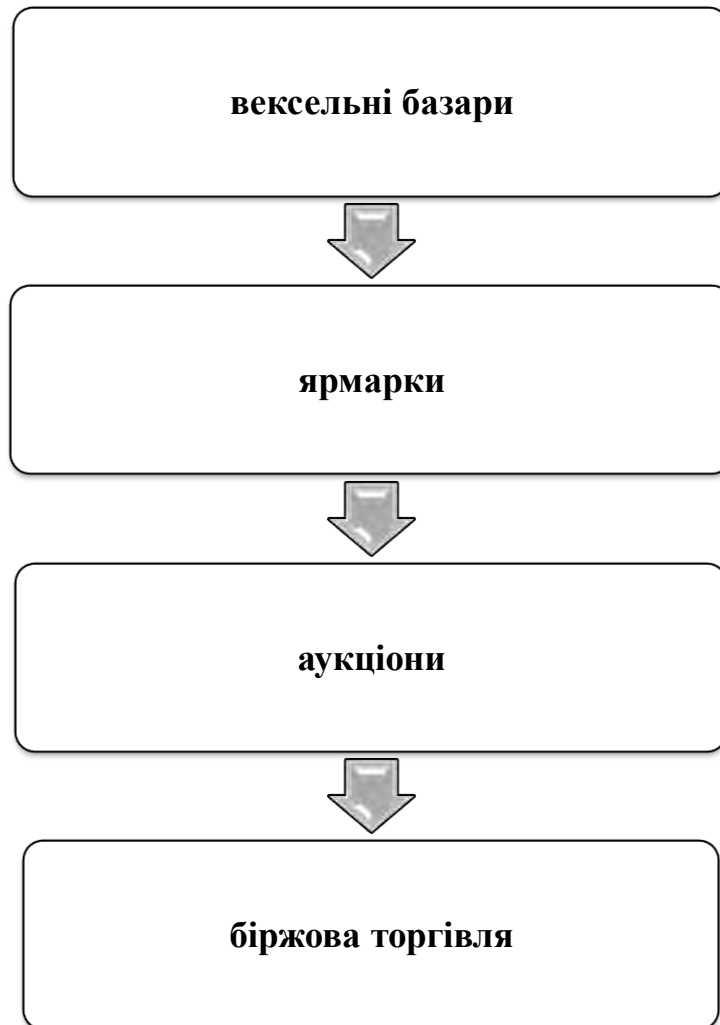 вексельні базари
ярмарки
аукціони
біржова торгівля